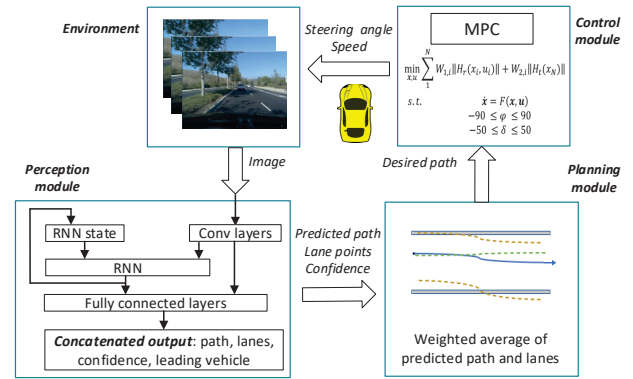 Environment
Steering angle
Speed
MPC
Control
module
min x,u ∑ 1 N W1,i‖Hr(xi, ui)‖ + W2,i‖Ht(xN)‖
s.t. ẋ = F(x, u)
−90 ≤ φ ≤ 90
−50 ≤ δ ≤ 50
Perception
module
Image
Desired path
Planning
module
RNN state
Conv layers
RNN
Fully connected layers
Concatenated output: path, lanes,
confidence, leading vehicle
Predicted path
Lane points
Confidence
Weighted average of
predicted path and lanes